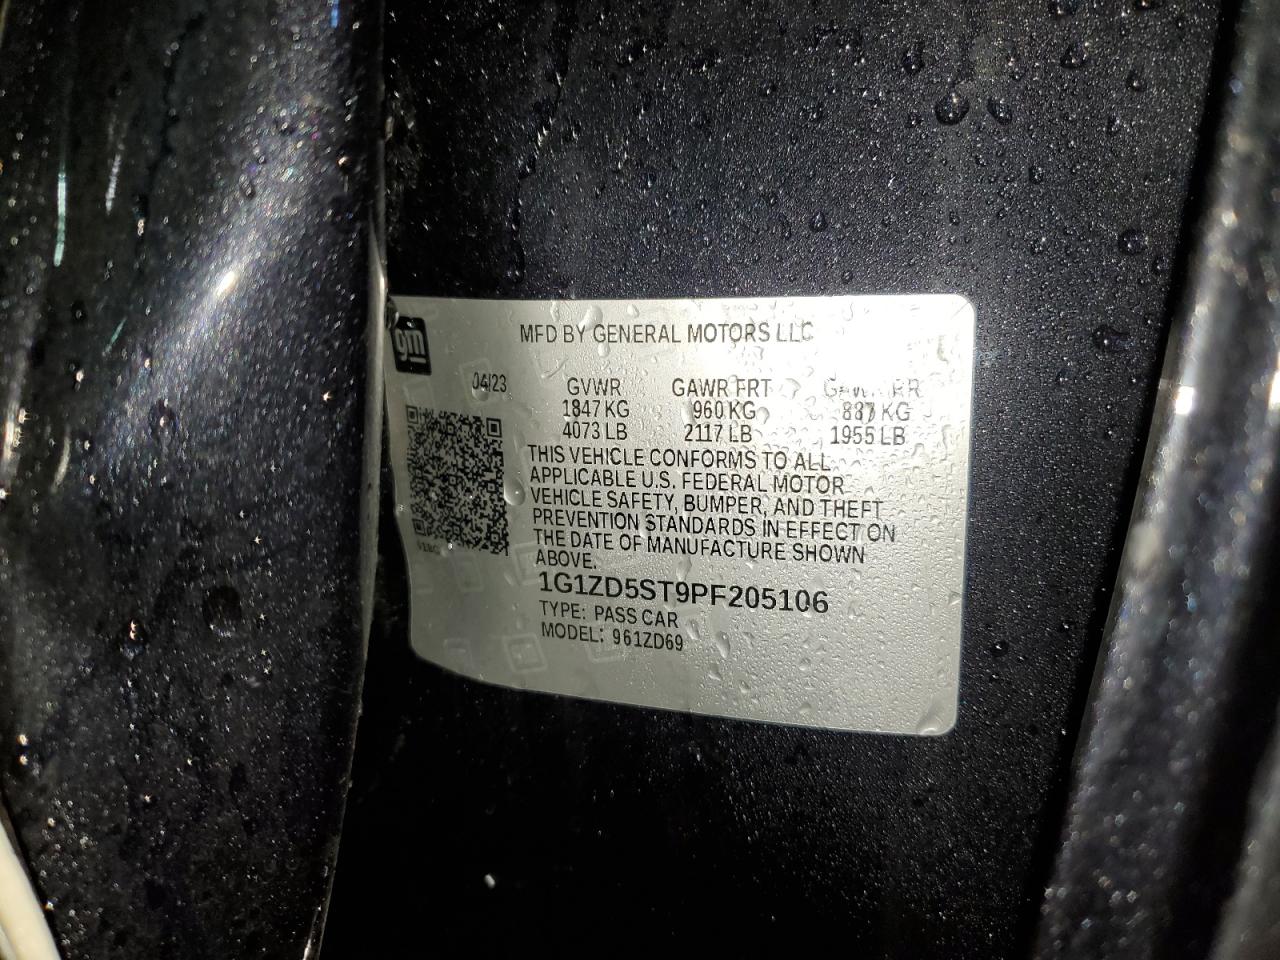 gm
MFD BY GENERAL MOTORS LLC
04/23 GVWR GAWR FRT
1847 KG 960 KG 887 KG
4073 LB 2117 LB 1955 LB
THIS VEHICLE CONFORMS TO ALL
APPLICABLE U.S. FEDERAL MOTOR
VEHICLE SAFETY, BUMPER, AND THEFT
PREVENTION STANDARDS IN EFFECT ON
THE DATE OF MANUFACTURE SHOWN
ABOVE.
1G1ZD5ST9PF205106
TYPE: PASS CAR
MODEL: 961ZD69